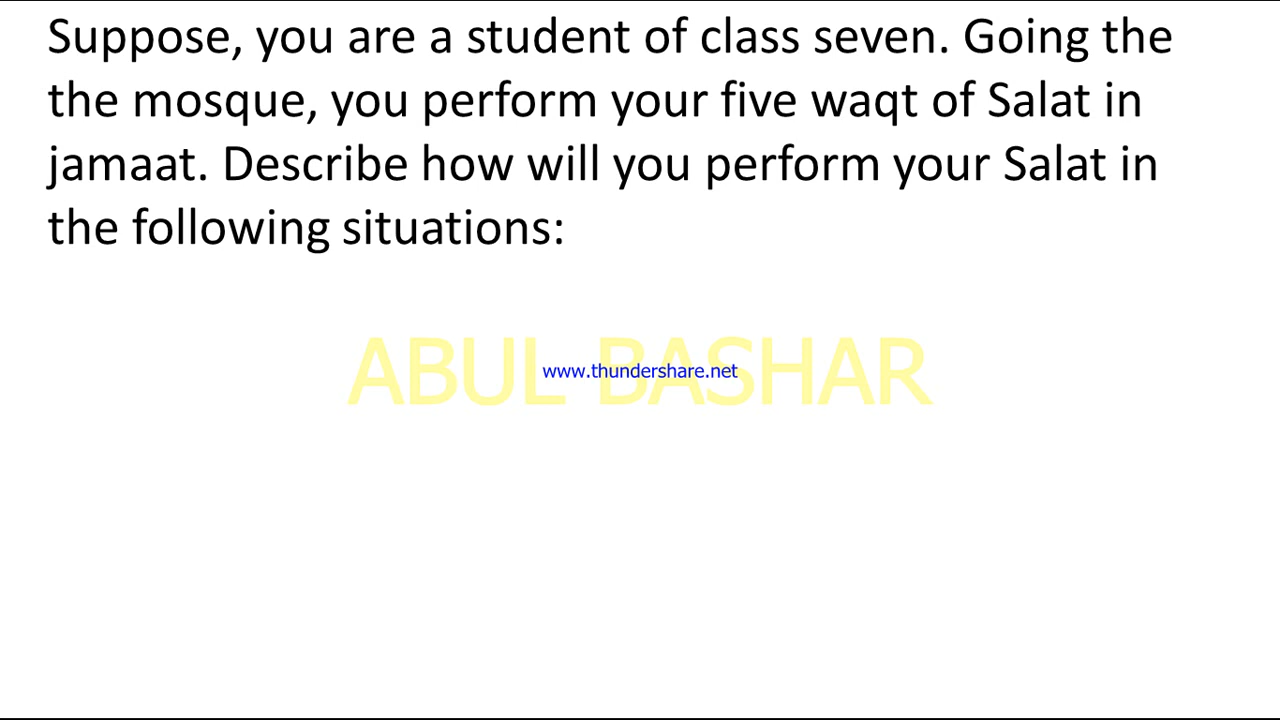 Suppose, you are a student of class seven. Going the
the mosque, you perform your five waqt of Salat in
jamaat. Describe how will you perform your Salat in
the following situations:
ABUL BASHAR
www.thundershare.net